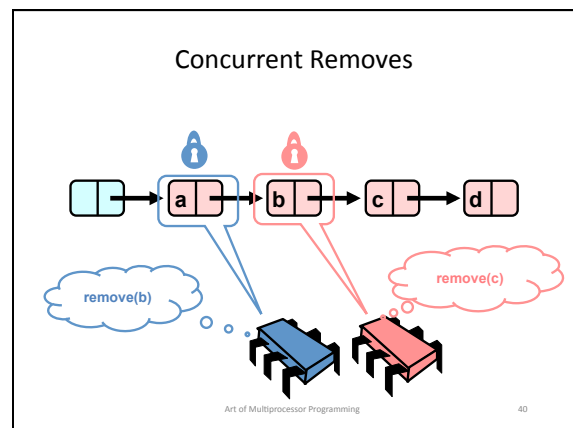 Concurrent Removes
a b c d
remove(b)
remove(c)
Art of Multiprocessor Programming 40